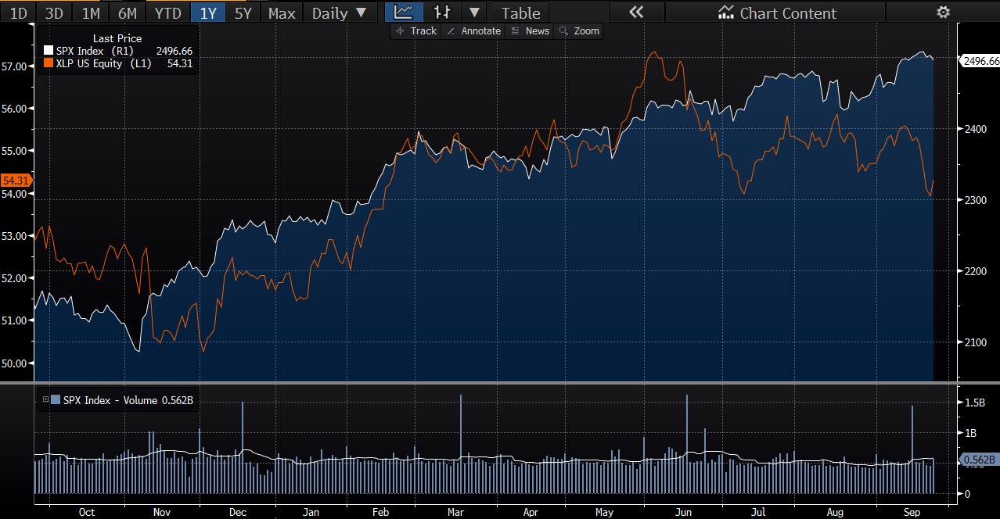 1D 3D 1M 6M YTD 1Y 5Y Max Daily ▼ ▼ Table « Chart Content
Track Annotate News Zoom
Last Price
SPX Index (R1) 2496.66
XLP US Equity (L1) 54.31
57.00
56.00
55.00
54.31
54.00
53.00
52.00
51.00
50.00
2496.66
2400
2300
2200
2100
SPX Index - Volume 0.562B
1.5B
1B
0.562B
0
Oct Nov Dec Jan Feb Mar Apr May Jun Jul Aug Sep